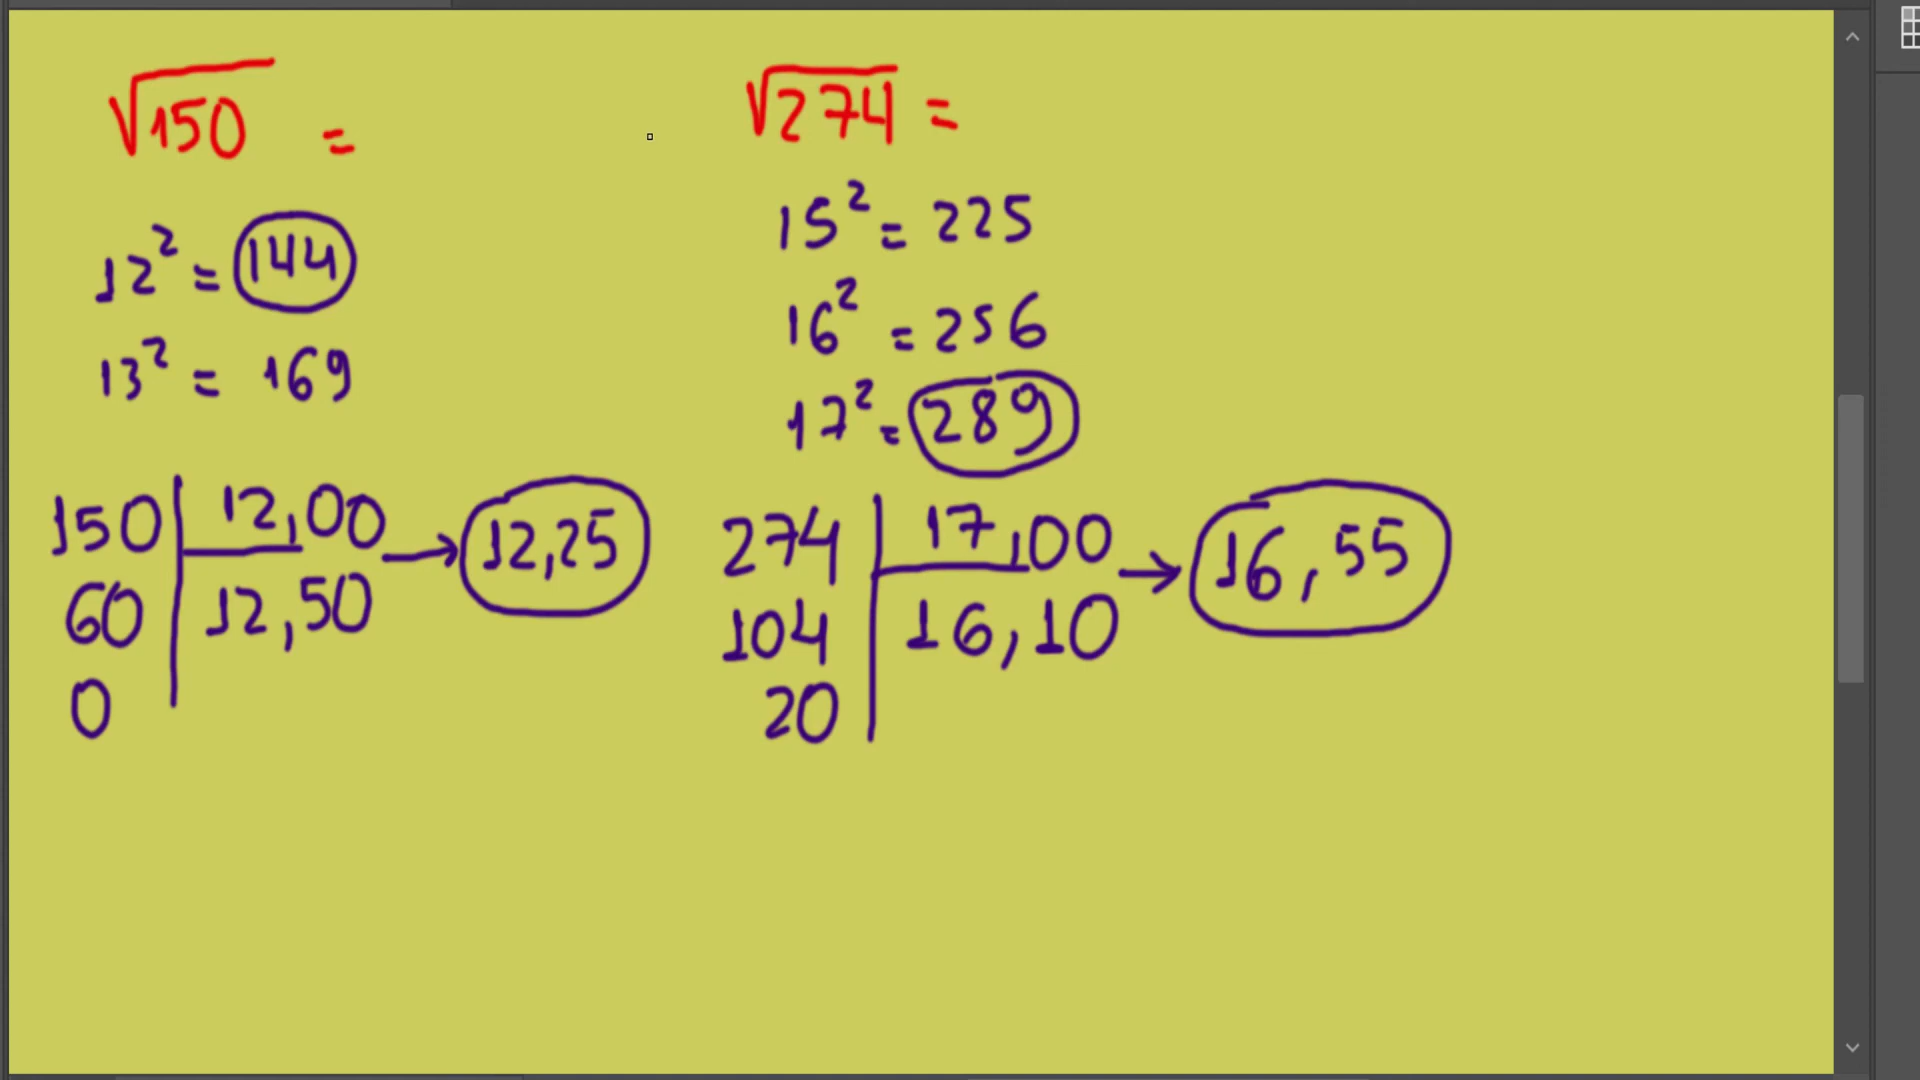 √150 =
12² = 144
13² = 169
150 | 12,00 → 12,25
60 | 12,50
0
√274 =
15² = 225
16² = 256
17² = 289
274 | 17,00 → 16,55
104 | 16,10
20